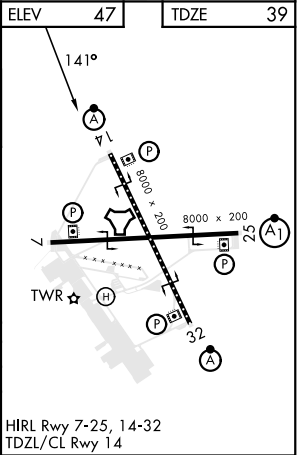 ELEV 47
TDZE 39
141°
A
14
P
8000 x 200
P
8000 x 200
25
A1
7
P
x x x x x x x
TWR
H
P
32
A
HIRL Rwy 7-25, 14-32
TDZL/CL Rwy 14